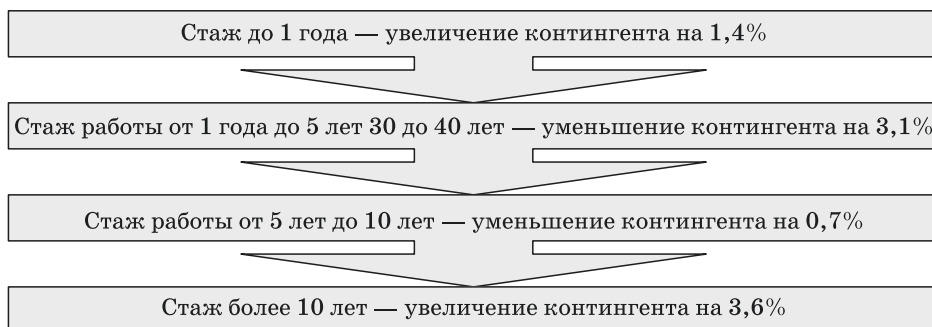 Стаж до 1 года — увеличение контингента на 1,4%
Стаж работы от 1 года до 5 лет 30 до 40 лет — уменьшение контингента на 3,1%
Стаж работы от 5 лет до 10 лет — уменьшение контингента на 0,7%
Стаж более 10 лет — увеличение контингента на 3,6%